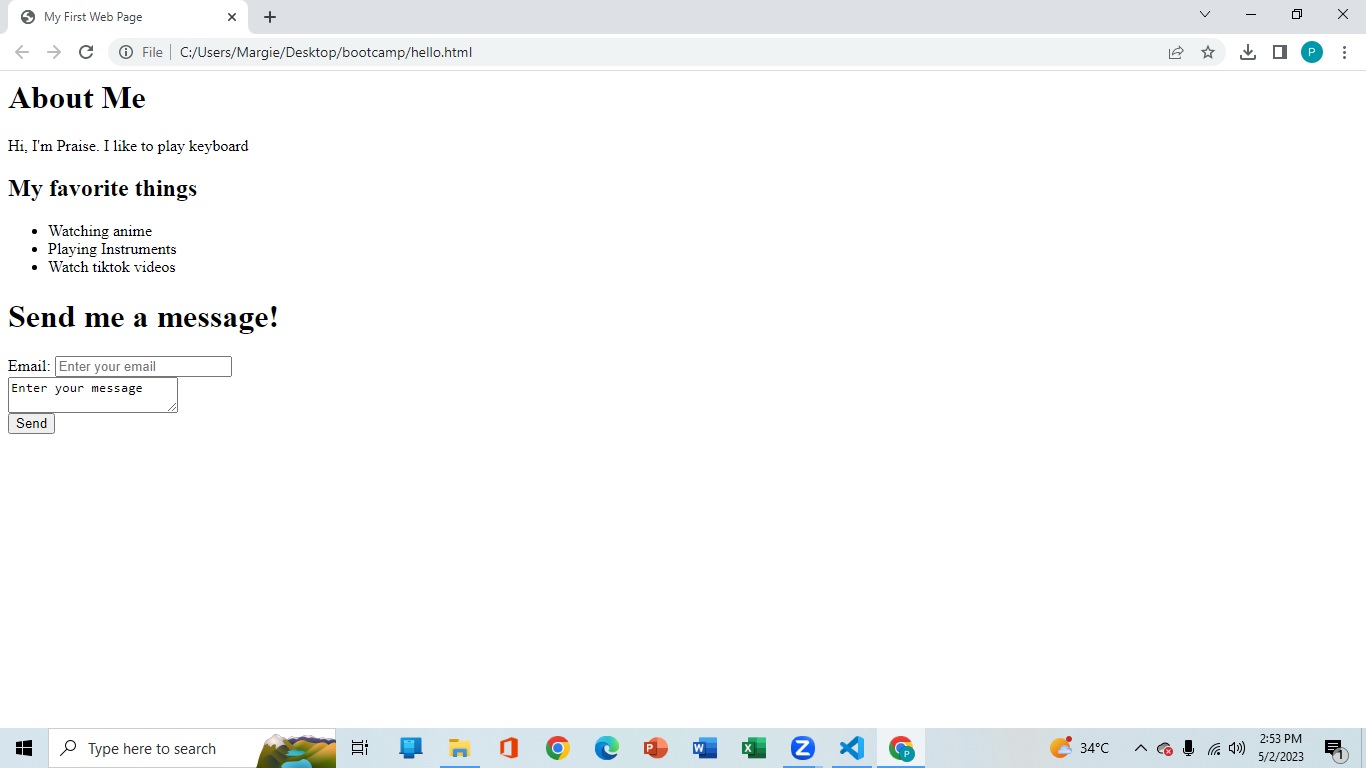 My First Web Page
File
C:/Users/Margie/Desktop/bootcamp/hello.html
P
About Me
Hi, I'm Praise. I like to play keyboard
My favorite things
Watching anime
Playing Instruments
Watch tiktok videos
Send me a message!
Email: Enter your email
Enter your message
Send
Type here to search
34°C
2:53 PM
5/2/2023
1